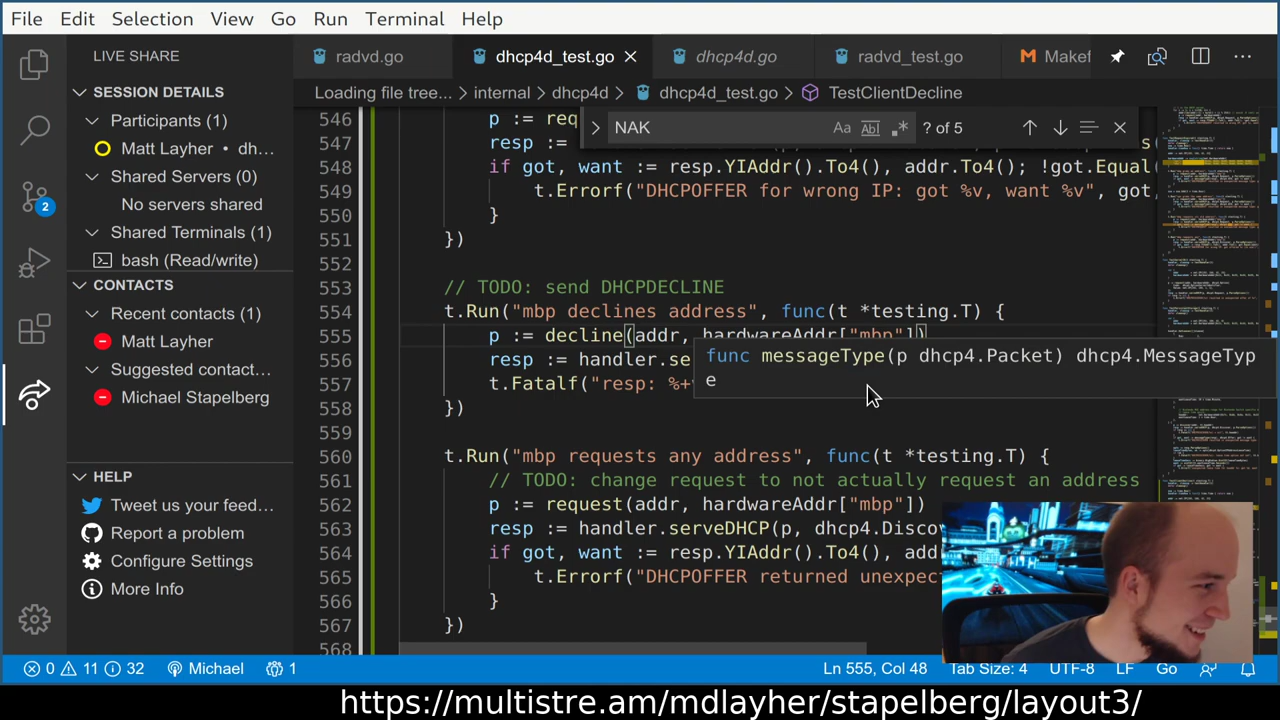 File Edit Selection View Go Run Terminal Help
LIVE SHARE
radvd.go
dhcp4d_test.go
dhcp4d.go
radvd_test.go
Makef
Loading file tree... internal dhcp4d dhcp4d_test.go TestClientDecline
NAK
Aa Abl ? of 5
SESSION DETAILS
Participants (1)
Matt Layher • dh...
Shared Servers (0)
No servers shared
Shared Terminals (1)
bash (Read/write)
CONTACTS
Recent contacts (1)
Matt Layher
Suggested contact...
Michael Stapelberg
HELP
Tweet us your feed...
Report a problem
Configure Settings
More Info
2
546 p := req
547 resp :=
548 if got, want := resp.YIAddr().To4(), addr.To4(); !got.Equal(
549 t.Errorf("DHCPOFFER for wrong IP: got %v, want %v", got,
550 }
551 })
552
553 // TODO: send DHCPDECLINE
554 t.Run("mbp declines address", func(t *testing.T) {
555 p := decline(addr, hardwareAddr["mbp"])
556 resp := handler.se
557 t.Fatalf("resp: %+
558 })
func messageType(p dhcp4.Packet) dhcp4.MessageTyp
e
559
560 t.Run("mbp requests any address", func(t *testing.T) {
561 // TODO: change request to not actually request an address
562 p := request(addr, hardwareAddr["mbp"])
563 resp := handler.serveDHCP(p, dhcp4.Disco
564 if got, want := resp.YIAddr().To4(), add
565 t.Errorf("DHCPOFFER returned unexpec
566 }
567 })
568
0 11 32 Michael 1
Ln 555, Col 48 Tab Size: 4 UTF-8 LF Go
https://multistre.am/mdlayher/stapelberg/layout3/